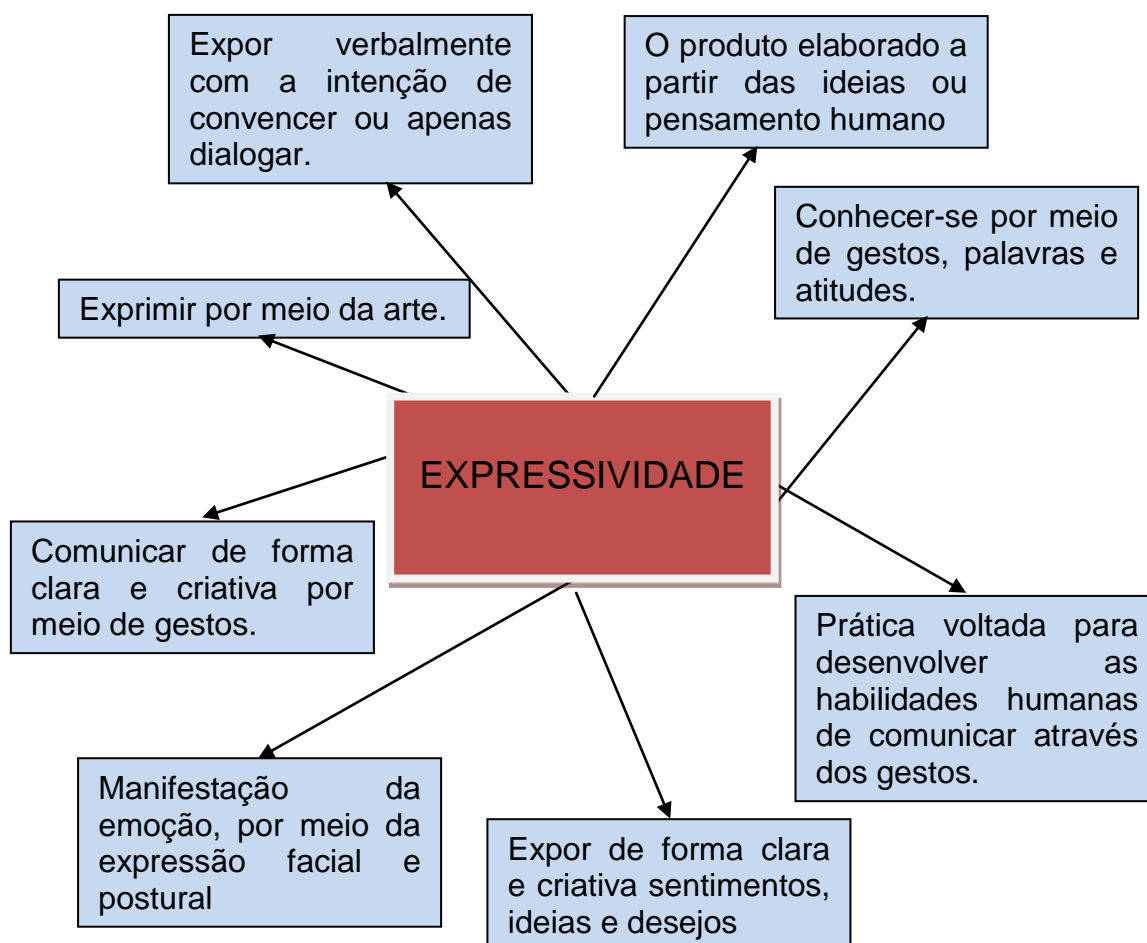 Expor verbalmente
com a intenção de
convencer ou apenas
dialogar.
O produto elaborado a
partir das ideias ou
pensamento humano
Conhecer-se por meio
de gestos, palavras e
atitudes.
Exprimir por meio da arte.
EXPRESSIVIDADE
Comunicar de forma
clara e criativa por
meio de gestos.
Prática voltada para
desenvolver as
habilidades humanas
de comunicar através
dos gestos.
Manifestação da
emoção, por meio da
expressão facial e
postural
Expor de forma clara
e criativa sentimentos,
ideias e desejos